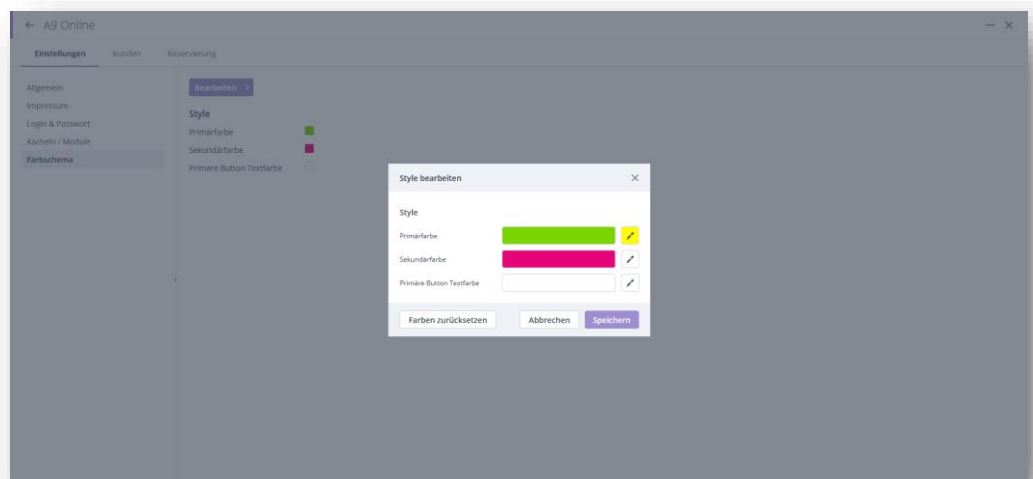 A9 Online
Einstellungen Kunden Reservierung
Allgemein
Impressum
Login & Passwort
Kacheln / Module
Farbschema
Bearbeiten
Style
Primärfarbe
Sekundärfarbe
Primäre Button Textfarbe
Style bearbeiten
Style
Primärfarbe
Sekundärfarbe
Primäre Button Textfarbe
Farben zurücksetzen Abbrechen Speichern